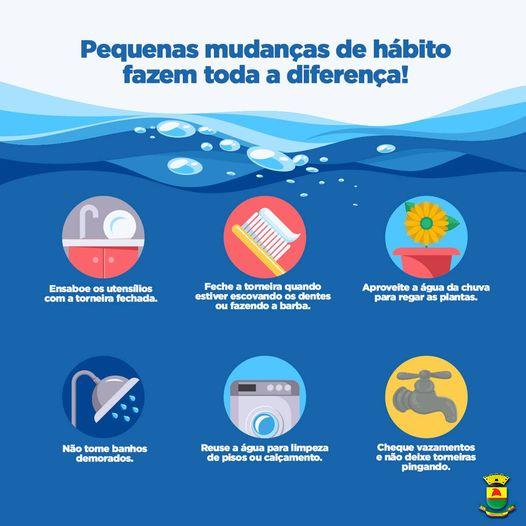 Pequenas mudanças de hábito
fazem toda a diferença!
Ensaboe os utensílios
com a torneira fechada.
Feche a torneira quando
estiver escovando os dentes
ou fazendo a barba.
Aproveite a água da chuva
para regar as plantas.
Não tome banhos
demorados.
Reuse a água para limpeza
de pisos ou calçamento.
Cheque vazamentos
e não deixe torneiras
pingando.